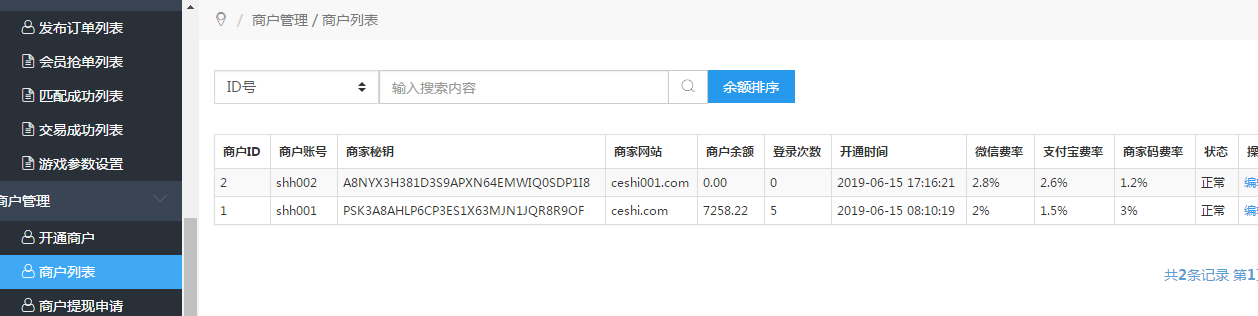 发布订单列表
会员抢单列表
匹配成功列表
交易成功列表
游戏参数设置
商户管理
开通商户
商户列表
商户提现申请
/ 商户管理 / 商户列表
ID号 输入搜索内容 余额排序
商户ID 商户账号 商家秘钥 商家网站 商户余额 登录次数 开通时间 微信费率 支付宝费率 商家码费率 状态
2 shh002 A8NYX3H381D3S9APXN64EMWIQ0SDP1I8 ceshi001.com 0.00 0 2019-06-15 17:16:21 2.8% 2.6% 1.2% 正常
1 shh001 PSK3A8AHLP6CP3ES1X63MJN1JQR8R9OF ceshi.com 7258.22 5 2019-06-15 08:10:19 2% 1.5% 3% 正常
共2条记录 第1